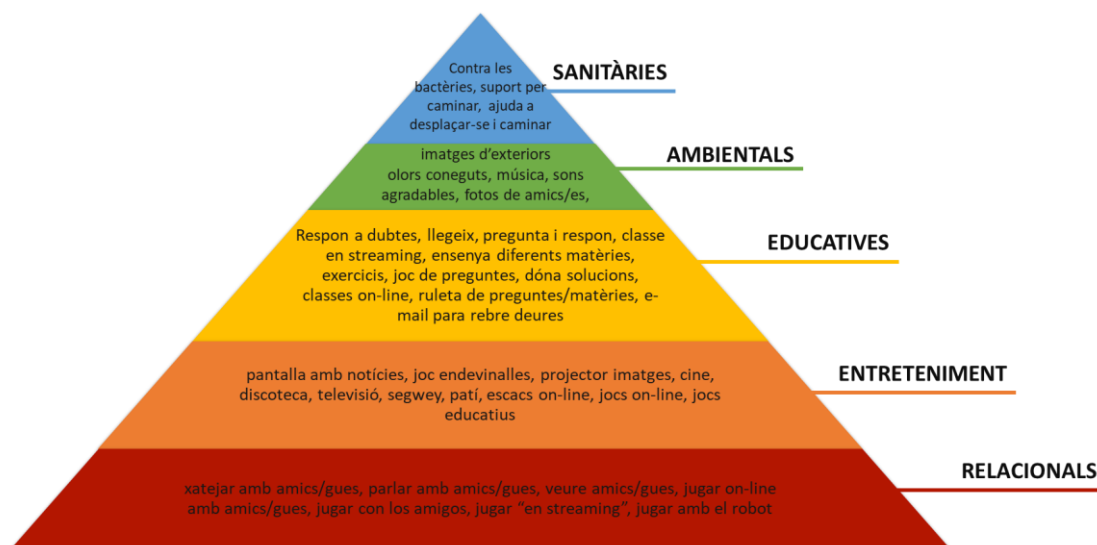 Contra les
bactèries, suport per
caminar, ajuda a
desplaçar-se i caminar
SANITÀRIES
imatges d'exteriors
olors coneguts, música, sons
agradables, fotos de amics/es,
AMBIENTALS
Respon a dubtes, llegeix, pregunta i respon, classe
en streaming, ensenya diferents matèries,
exercicis, joc de preguntes, dóna solucions,
classes on-line, ruleta de preguntes/matèries, e-
mail para rebre deures
EDUCATIVES
pantalla amb notícies, joc endevinalles, projector imatges, cine,
discoteca, televisió, segwey, patí, escacs on-line, jocs on-line, jocs
educatius
ENTRETENIMENT
xatejar amb amics/gues, parlar amb amics/gues, veure amics/gues, jugar on-line
amb amics/gues, jugar con los amigos, jugar "en streaming", jugar amb el robot
RELACIONALS